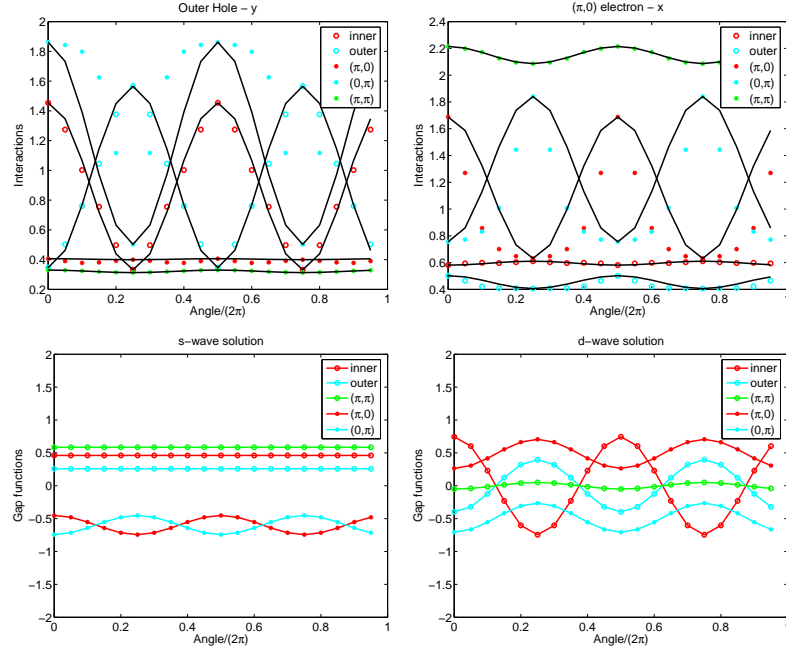 Outer Hole − y
Interactions
2
1.8
1.6
1.4
1.2
1
0.8
0.6
0.4
0.2
0
0.2
0.4
0.6
0.8
1
Angle/(2π)
inner
outer
(π,0)
(0,π)
(π,π)
(π,0) electron − x
Interactions
2.4
2.2
2
1.8
1.6
1.4
1.2
1
0.8
0.6
0.4
0
0.2
0.4
0.6
0.8
1
Angle/(2π)
inner
outer
(π,0)
(0,π)
(π,π)
s−wave solution
Gap functions
2
1.5
1
0.5
0
−0.5
−1
−1.5
−2
0
0.2
0.4
0.6
0.8
1
Angle/(2π)
inner
outer
(π,π)
(π,0)
(0,π)
d−wave solution
Gap functions
2
1.5
1
0.5
0
−0.5
−1
−1.5
−2
0
0.2
0.4
0.6
0.8
1
Angle/(2π)
inner
outer
(π,π)
(π,0)
(0,π)